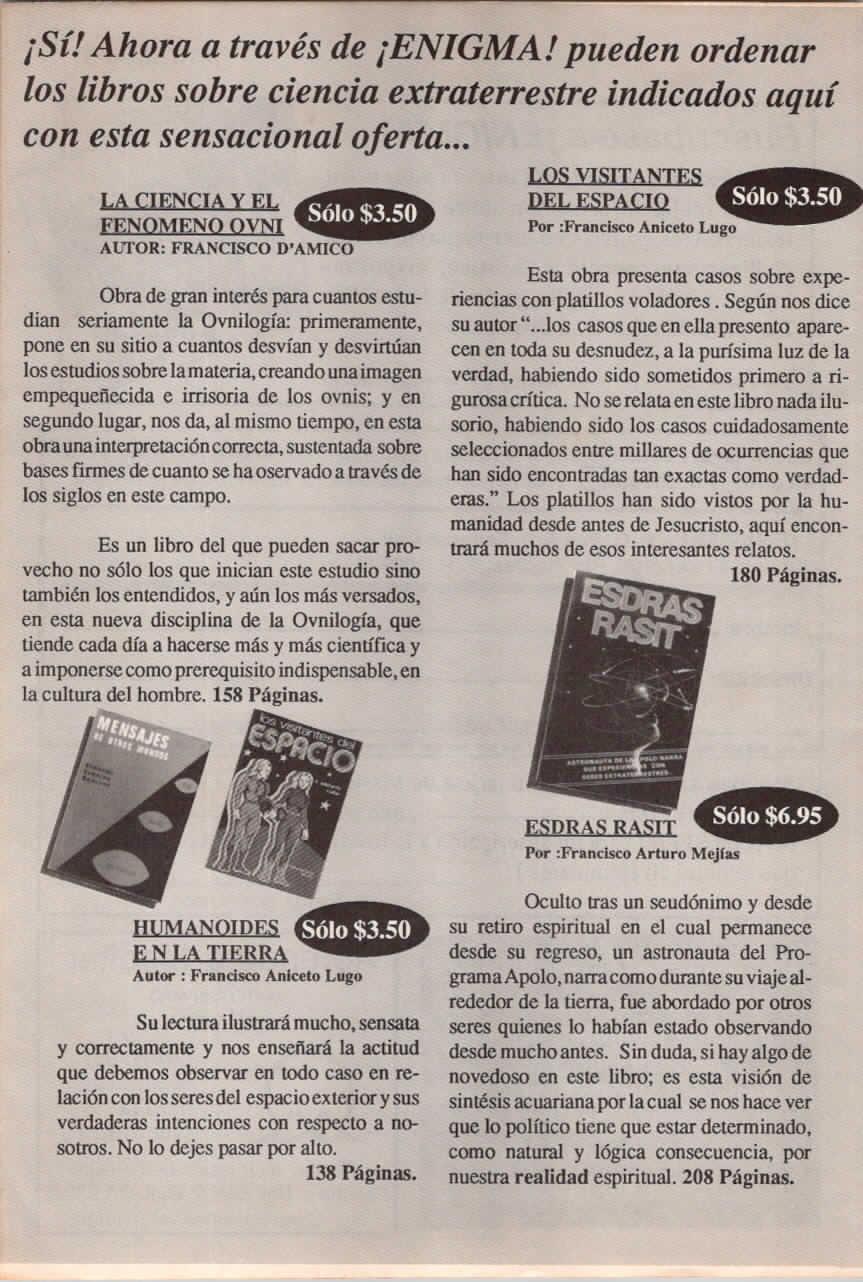 ¡Sí! Ahora a través de ¡ENIGMA! pueden ordenar
los libros sobre ciencia extraterrestre indicados aquí
con esta sensacional oferta...
LA CIENCIA Y EL
FENOMENO OVNI
Sólo $3.50
AUTOR: FRANCISCO D'AMICO
Obra de gran interés para cuantos estu-
dian seriamente la Ovnilogía: primeramente,
pone en su sitio a cuantos desvían y desvirtúan
los estudios sobre la materia, creando una imagen
empequeñecida e irrisoria de los ovnis; y en
segundo lugar, nos da, al mismo tiempo, en esta
obra una interpretación correcta, sustentada sobre
bases firmes de cuanto se ha oservado a través de
los siglos en este campo.
Es un libro del que pueden sacar pro-
vecho no sólo los que inician este estudio sino
también los entendidos, y aún los más versados,
en esta nueva disciplina de la Ovnilogía, que
tiende cada día a hacerse más y más científica y
a imponerse como prerequisito indispensable, en
la cultura del hombre. 158 Páginas.
MENSAJES
DE OTROS MUNDOS
los visitantes del
ESPACIO
HUMANOIDES
E N LA TIERRA
Sólo $3.50
Autor : Francisco Aniceto Lugo
Su lectura ilustrará mucho, sensata
y correctamente y nos enseñará la actitud
que debemos observar en todo caso en re-
lación con los seres del espacio exterior y sus
verdaderas intenciones con respecto a no-
sotros. No lo dejes pasar por alto.
138 Páginas.
LOS VISITANTES
DEL ESPACIO
Sólo $3.50
Por :Francisco Aniceto Lugo
Esta obra presenta casos sobre expe-
riencias con platillos voladores . Según nos dice
su autor "...los casos que en ella presento apare-
cen en toda su desnudez, a la purísima luz de la
verdad, habiendo sido sometidos primero a ri-
gurosa crítica. No se relata en este libro nada ilu-
sorio, habiendo sido los casos cuidadosamente
seleccionados entre millares de ocurrencias que
han sido encontradas tan exactas como verdad-
eras." Los platillos han sido vistos por la hu-
manidad desde antes de Jesucristo, aquí encon-
trará muchos de esos interesantes relatos.
180 Páginas.
ESDRAS
RASIT
ASTRONAUTA DE LA APOLO NARRA
SUS EXPERIENCIAS CON
SERES EXTRATERRESTRES
ESDRAS RASIT
Sólo $6.95
Por :Francisco Arturo Mejías
Oculto tras un seudónimo y desde
su retiro espiritual en el cual permanece
desde su regreso, un astronauta del Pro-
grama Apolo, narra como durante su viaje al-
rededor de la tierra, fue abordado por otros
seres quienes lo habían estado observando
desde mucho antes. Sin duda, si hay algo de
novedoso en este libro; es esta visión de
sintésis acuariana por la cual se nos hace ver
que lo político tiene que estar determinado,
como natural y lógica consecuencia, por
nuestra realidad espiritual. 208 Páginas.